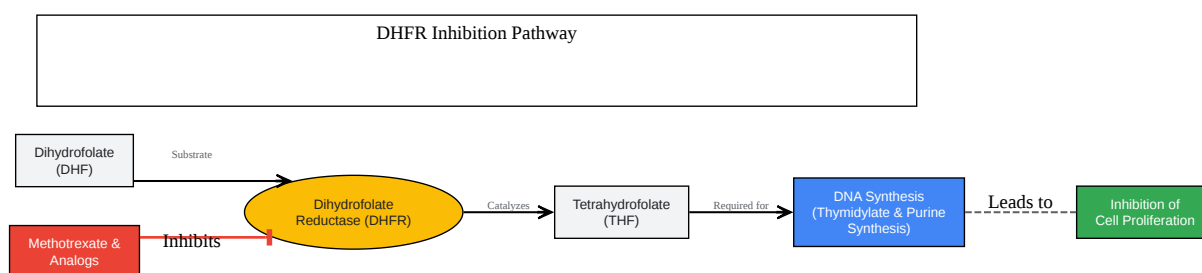 DHFR Inhibition Pathway
Dihydrofolate
(DHF)
Substrate
Dihydrofolate
Reductase (DHFR)
Catalyzes
Tetrahydrofolate
(THF)
Required for
DNA Synthesis
(Thymidylate & Purine
Synthesis)
Leads to
Inhibition of
Cell Proliferation
Methotrexate &
Analogs
Inhibits